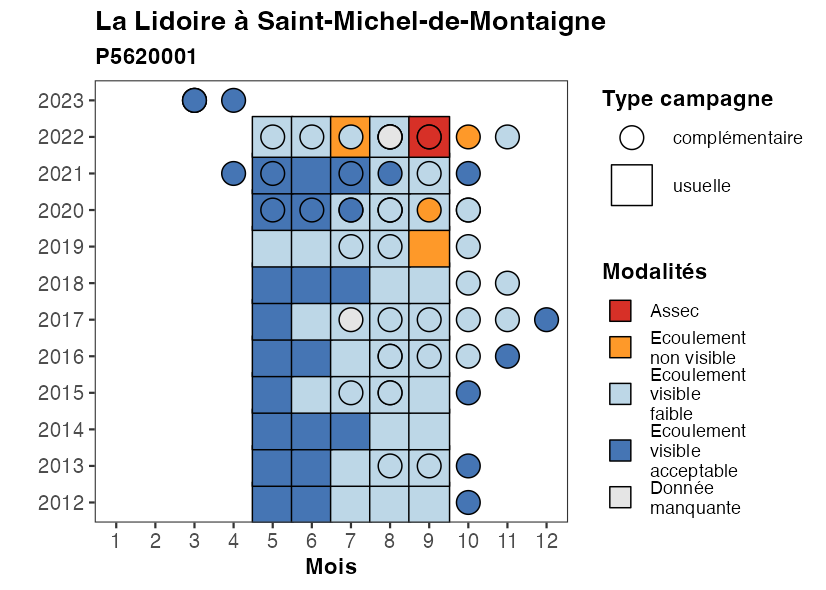 La Lidoire à Saint-Michel-de-Montaigne
P5620001
2023
2022
2021
2020
2019
2018
2017
2016
2015
2014
2013
2012
1 2 3 4 5 6 7 8 9 10 11 12
Mois
Type campagne
complémentaire
usuelle
Modalités
Assec
Ecoulement
non visible
Ecoulement
visible
faible
Ecoulement
visible
acceptable
Donnée
manquante